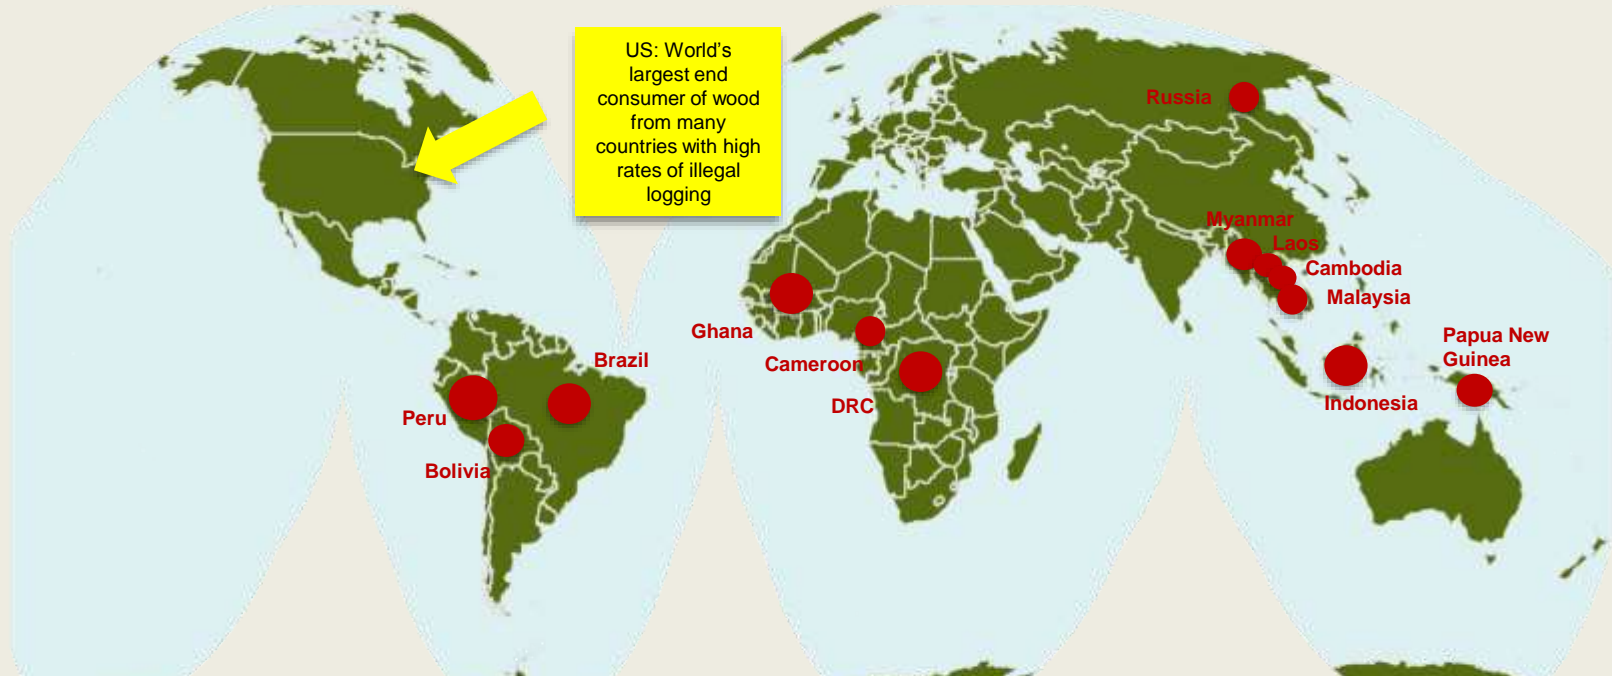 US: World's
largest end
consumer of wood
from many
countries with high
rates of illegal
logging
Russia
Myanmar
Laos
Cambodia
Malaysia
Ghana
Cameroon
DRC
Papua New
Guinea
Indonesia
Brazil
Peru
Bolivia